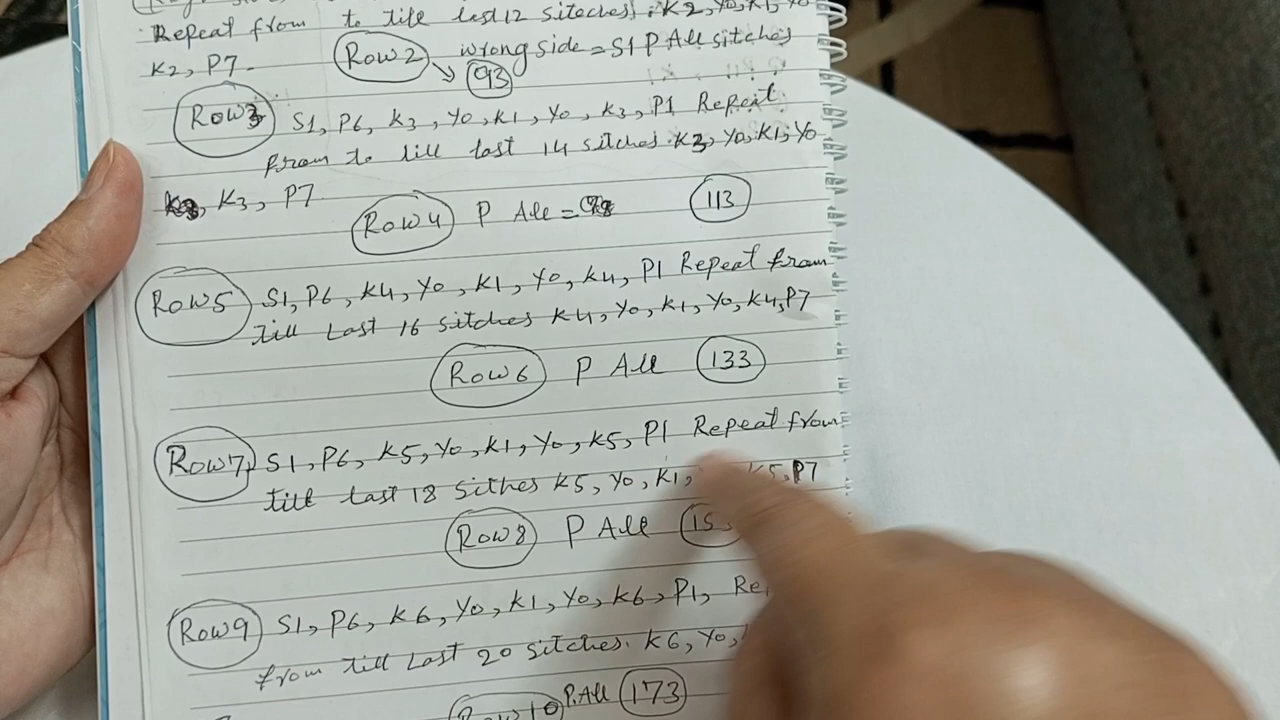 Repeat from to till last 12 siteches. K2, Yo, K1, Yo
K2, P7.
Row 2 wrong side = S1 P All sitches
93
Row 3 S1, P6, K3, Yo, K1, Yo, K3, P1 Repeat
from to till last 14 sitches. K3, Yo, K1, Yo
K3, P7
Row 4 P All = 113
Row 5 S1, P6, K4, Yo, K1, Yo, K4, P1 Repeat from
till Last 16 sitches K4, Yo, K1, Yo, K4, P7
Row 6 P All 133
Row 7, S1, P6, K5, Yo, K1, Yo, K5, P1 Repeat from
till last 18 Sithes K5, Yo, K1, K5, P7
Row 8 P All
Row 9 S1, P6, K6, Yo, K1, Yo, K6, P1,
from till Last 20 sitches. K6, Yo,
Row 10 P All 173